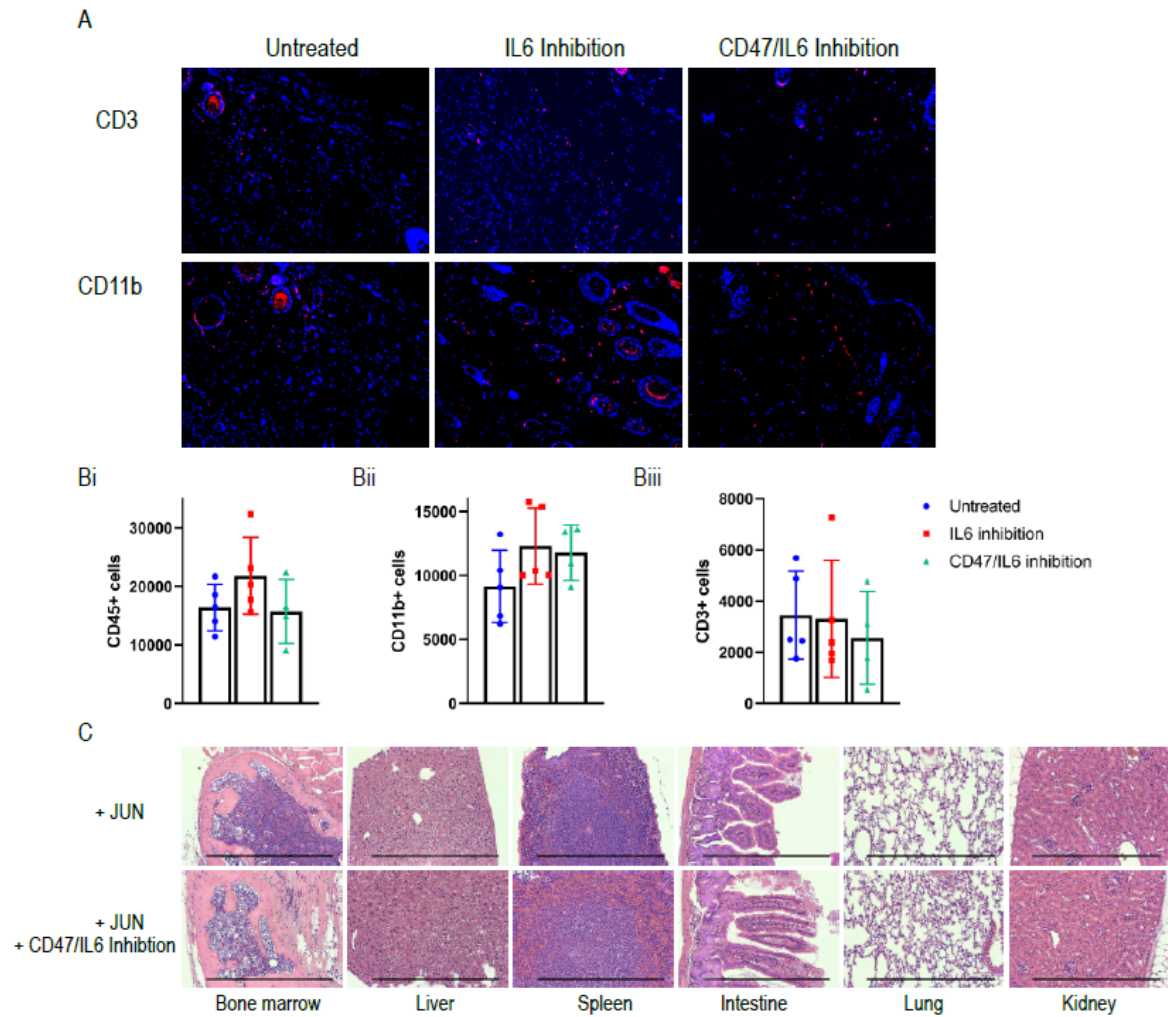 A
Untreated
IL6 Inhibition
CD47/IL6 Inhibition
CD3
CD11b
Bi
Bii
Biii
CD45+ cells
30000
20000
10000
0
CD11b+ cells
15000
10000
5000
0
CD3+ cells
8000
6000
4000
2000
0
Untreated
IL6 inhibition
CD47/IL6 inhibition
C
+ JUN
+ JUN
+ CD47/IL6 Inhibtion
Bone marrow
Liver
Spleen
Intestine
Lung
Kidney